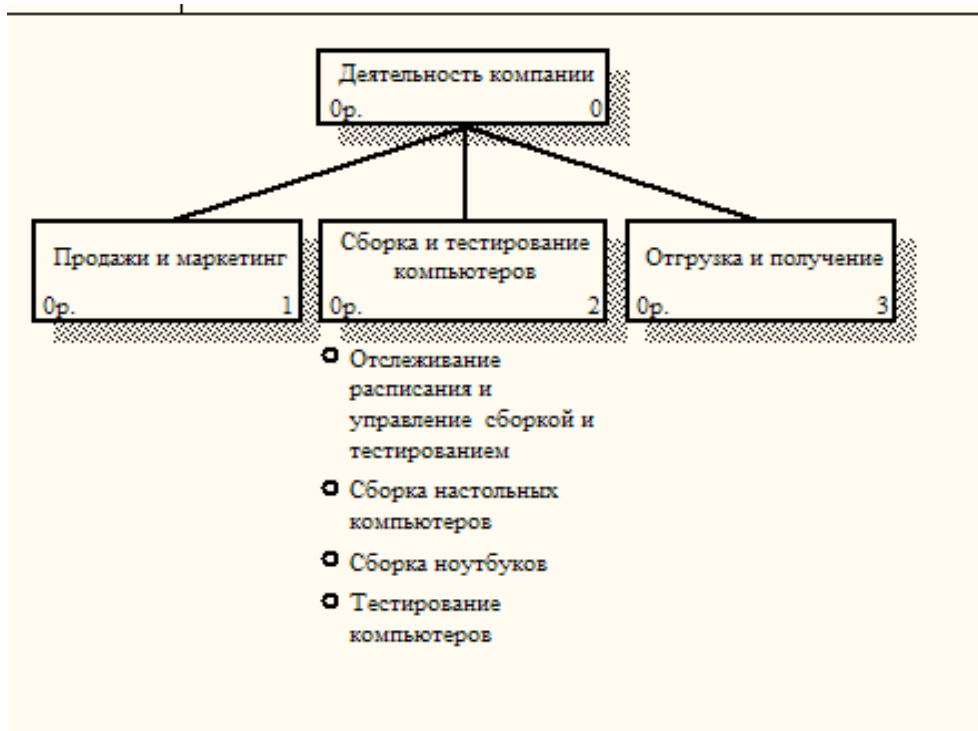 Деятельность компании
0р. 0
Продажи и маркетинг
0р. 1
Сборка и тестирование
компьютеров
0р. 2
Отгрузка и получение
0р. 3
Отслеживание
расписания и
управление сборкой и
тестированием
Сборка настольных
компьютеров
Сборка ноутбуков
Тестирование
компьютеров